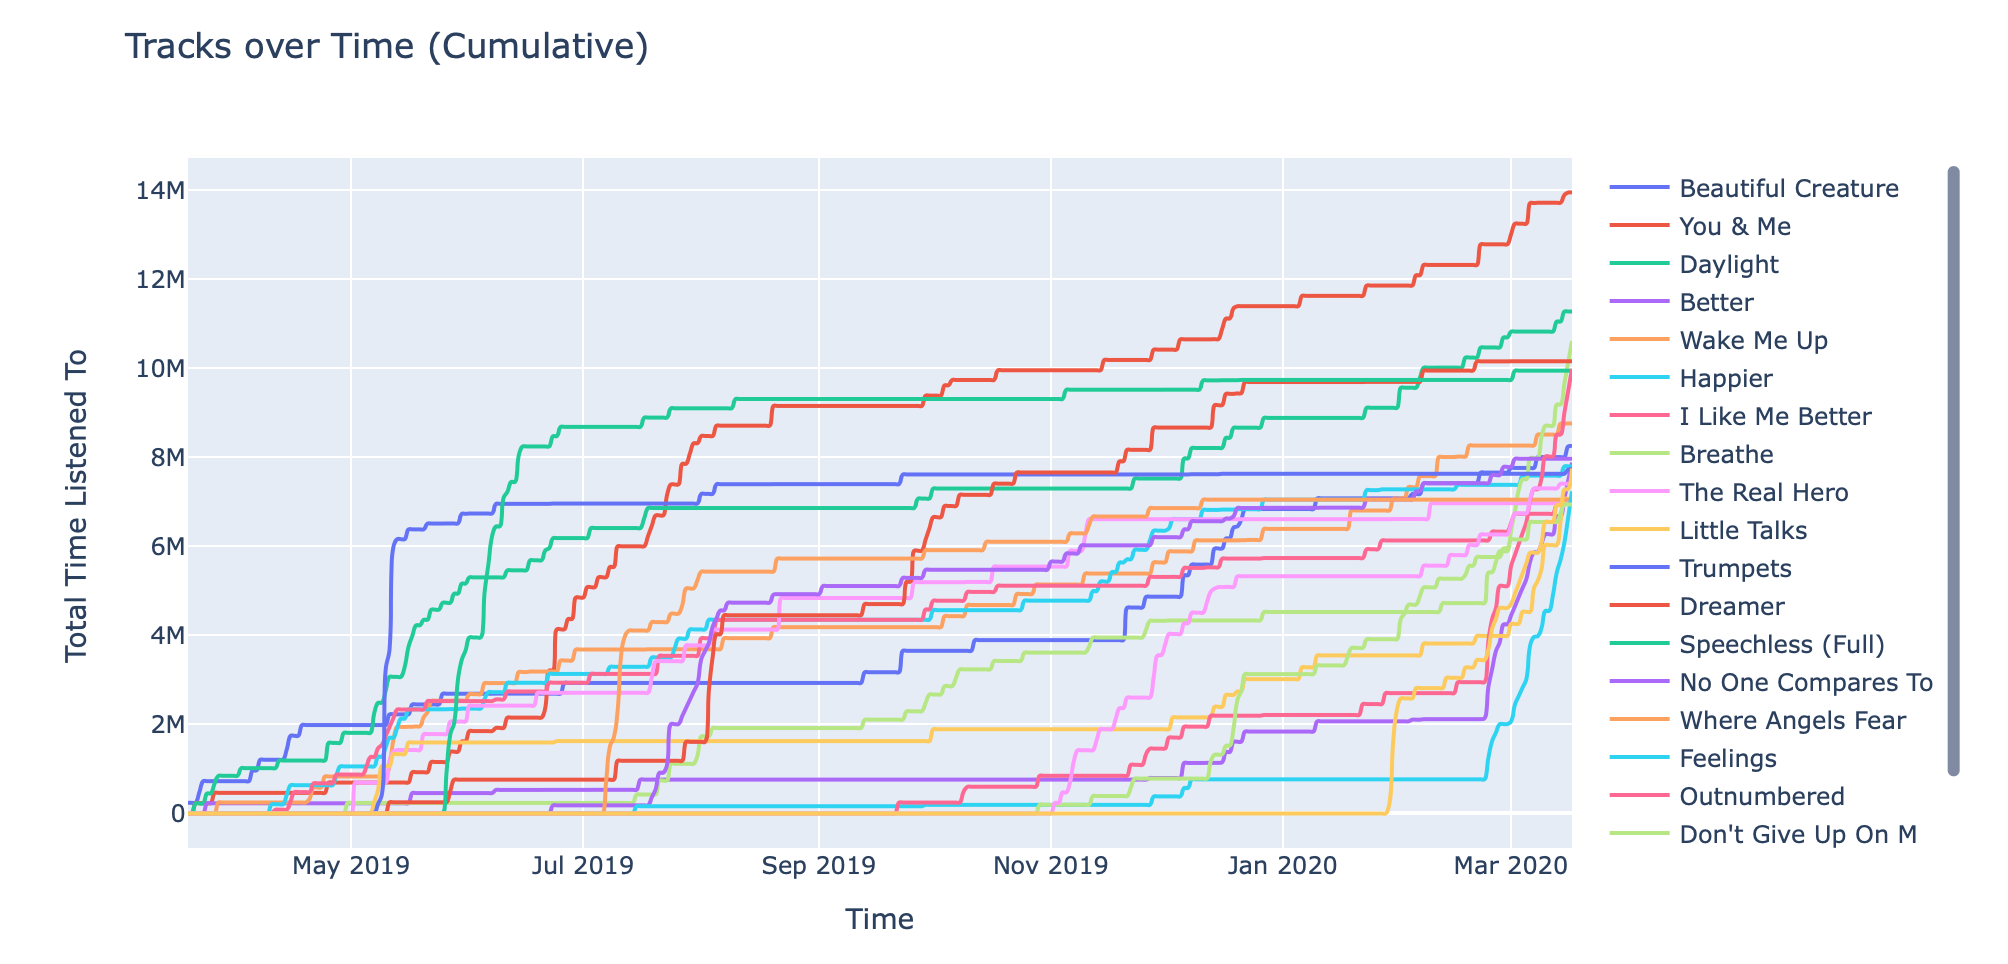 Tracks over Time (Cumulative)
14M
12M
10M
8M
6M
4M
2M
0
Total Time Listened To
May 2019
Jul 2019
Sep 2019
Nov 2019
Jan 2020
Mar 2020
Time
Beautiful Creature
You & Me
Daylight
Better
Wake Me Up
Happier
I Like Me Better
Breathe
The Real Hero
Little Talks
Trumpets
Dreamer
Speechless (Full)
No One Compares To
Where Angels Fear
Feelings
Outnumbered
Don't Give Up On M